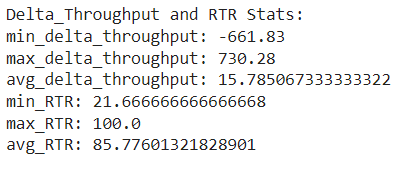 Delta_Throughput and RTR Stats:
min_delta_throughput: -661.83
max_delta_throughput: 730.28
avg_delta_throughput: 15.785067333333322
min_RTR: 21.666666666666668
max_RTR: 100.0
avg_RTR: 85.77601321828901